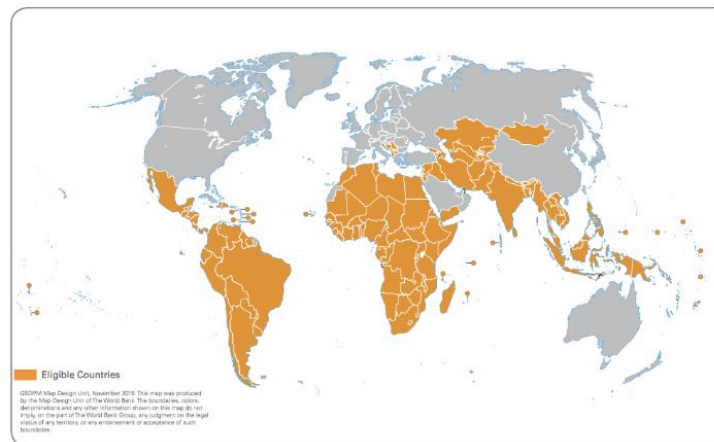 Eligible Countries
GSDPM Map Design Unit, November 2015. This map was produced
by the Map Design Unit of The World Bank. The boundaries, colors,
denominations and any other information shown on this map do not
imply, on the part of The World Bank Group, any judgment on the legal
status of any territory, or any endorsement or acceptance of such
boundaries.